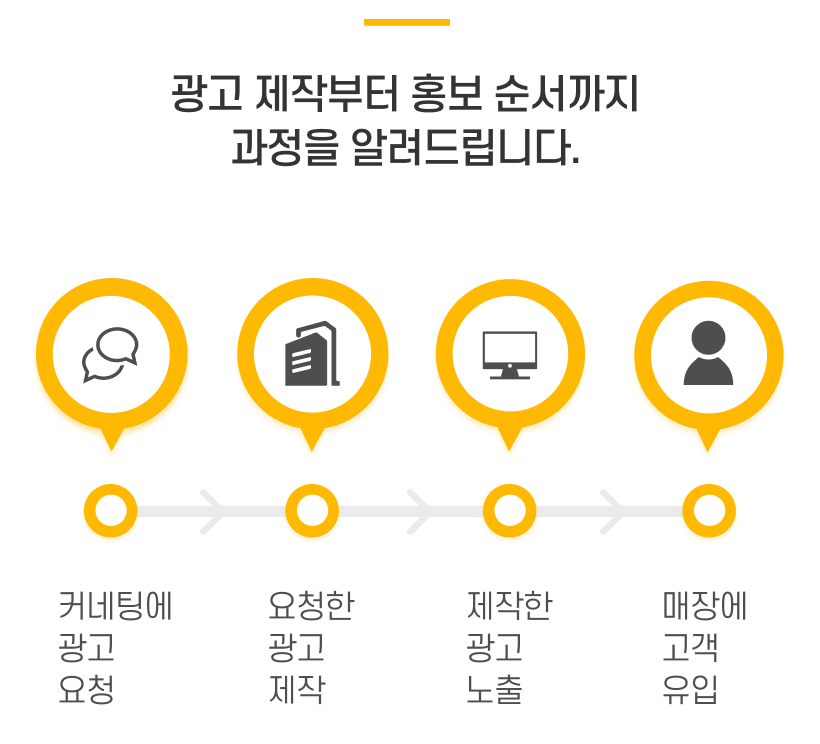 광고 제작부터 홍보 순서까지
과정을 알려드립니다.
커네팅에
광고
요청
요청한
광고
제작
제작한
광고
노출
매장에
고객
유입